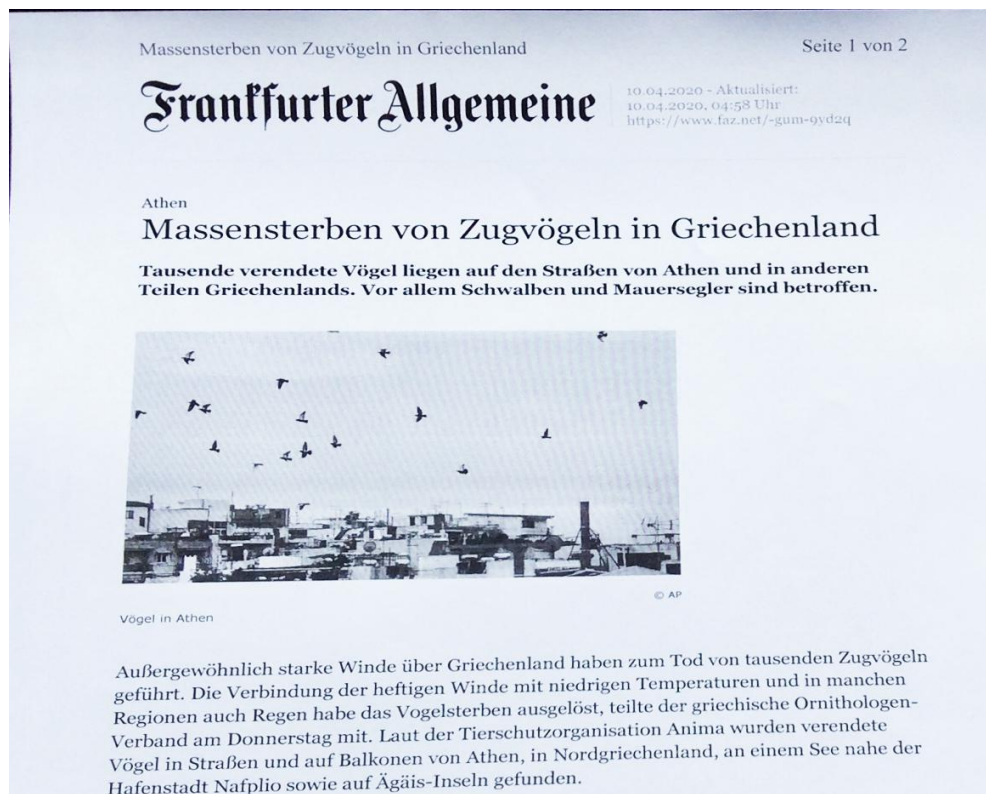 Massensterben von Zugvögeln in Griechenland
Seite 1 von 2
Frankfurter Allgemeine
10.04.2020 - Aktualisiert:
10.04.2020, 04:58 Uhr
https://www.faz.net/-gum-9yd2q
Athen
Massensterben von Zugvögeln in Griechenland
Tausende verendete Vögel liegen auf den Straßen von Athen und in anderen
Teilen Griechenlands. Vor allem Schwalben und Mauersegler sind betroffen.
© AP
Vögel in Athen
Außergewöhnlich starke Winde über Griechenland haben zum Tod von tausenden Zugvögeln
geführt. Die Verbindung der heftigen Winde mit niedrigen Temperaturen und in manchen
Regionen auch Regen habe das Vogelsterben ausgelöst, teilte der griechische Ornithologen-
Verband am Donnerstag mit. Laut der Tierschutzorganisation Anima wurden verendete
Vögel in Straßen und auf Balkonen von Athen, in Nordgriechenland, an einem See nahe der
Hafenstadt Nafplio sowie auf Ägäis-Inseln gefunden.